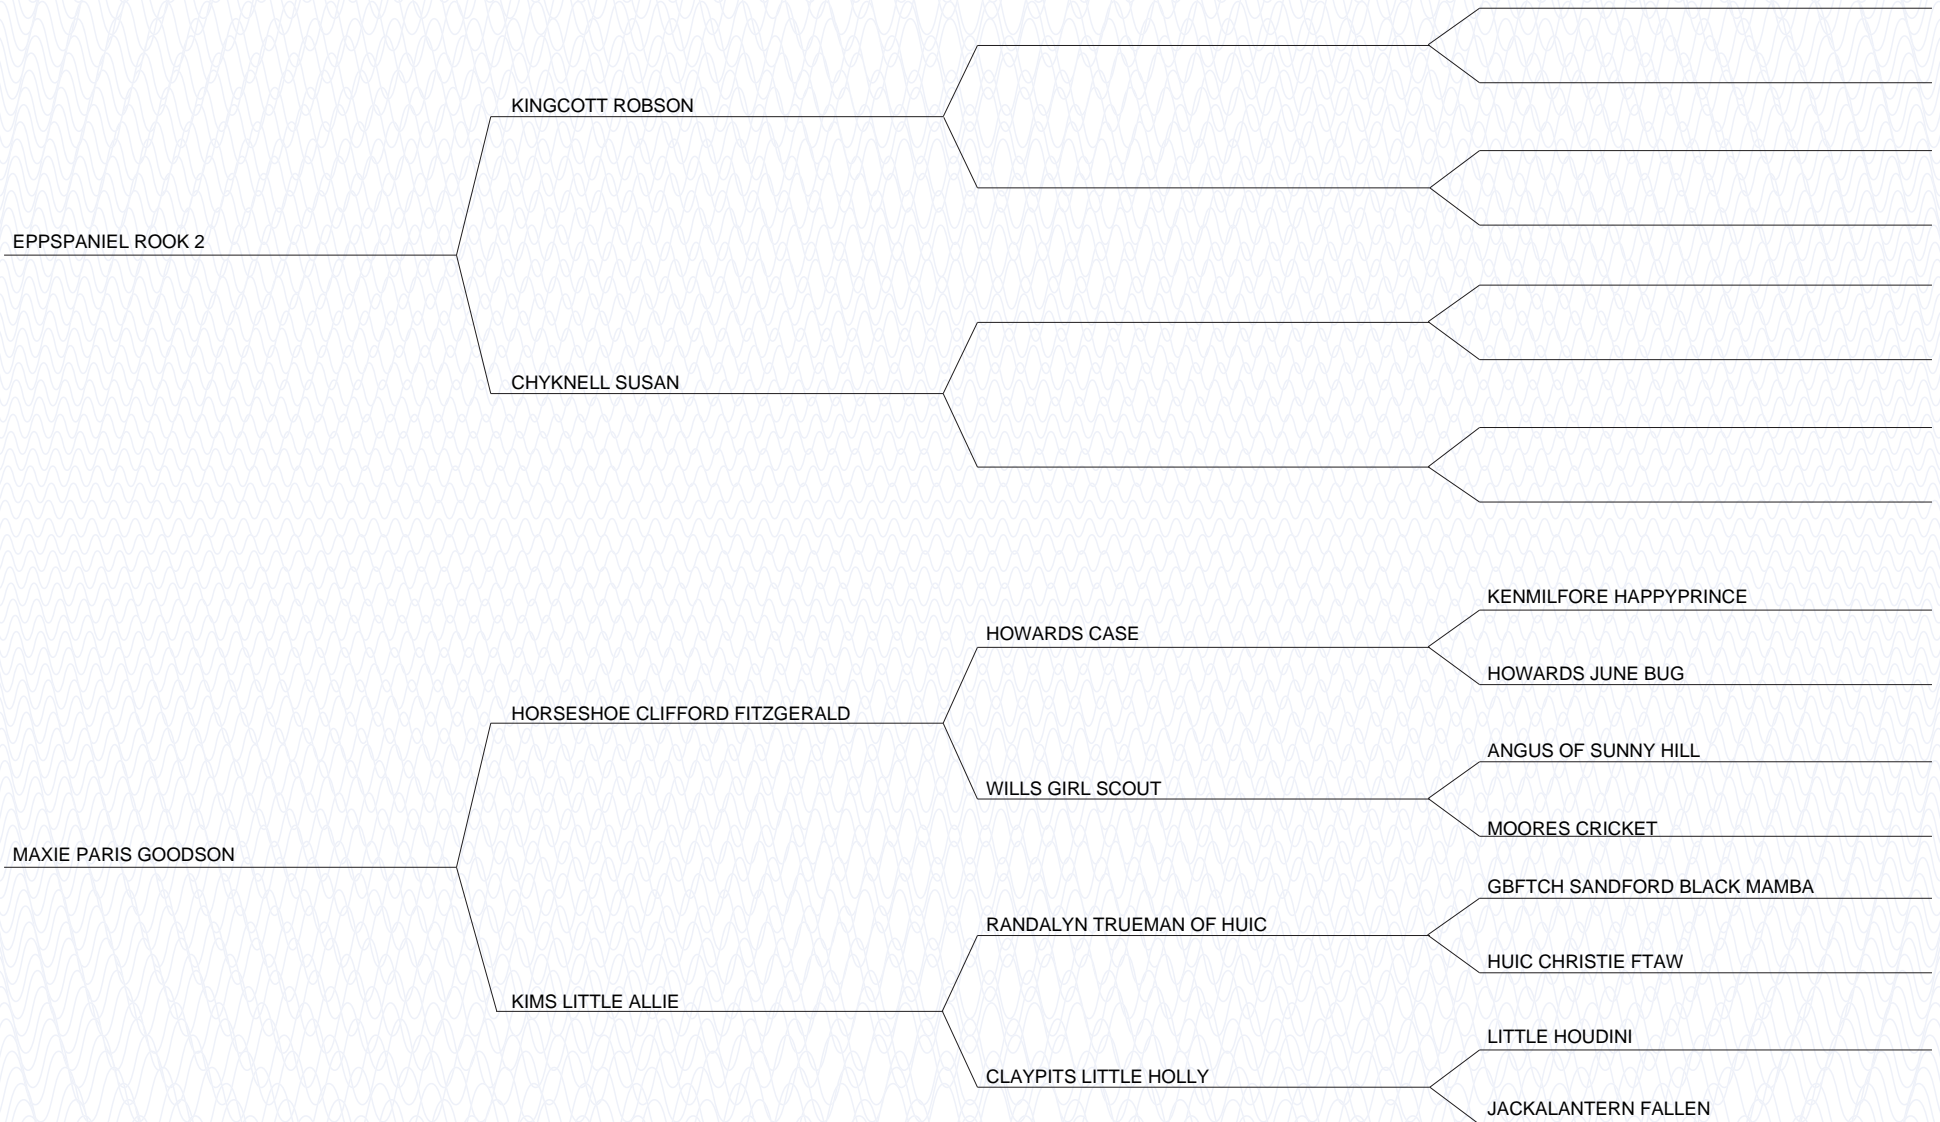 KINGCOTT ROBSON
EPPSPANIEL ROOK 2
CHYKNELL SUSAN
KENMILFORE HAPPYPRINCE
HOWARDS CASE
HOWARDS JUNE BUG
HORSESHOE CLIFFORD FITZGERALD
ANGUS OF SUNNY HILL
WILLS GIRL SCOUT
MOORES CRICKET
MAXIE PARIS GOODSON
GBFTCH SANDFORD BLACK MAMBA
RANDALYN TRUEMAN OF HUIC
HUIC CHRISTIE FTAW
KIMS LITTLE ALLIE
LITTLE HOUDINI
CLAYPITS LITTLE HOLLY
JACKALANTERN FALLEN